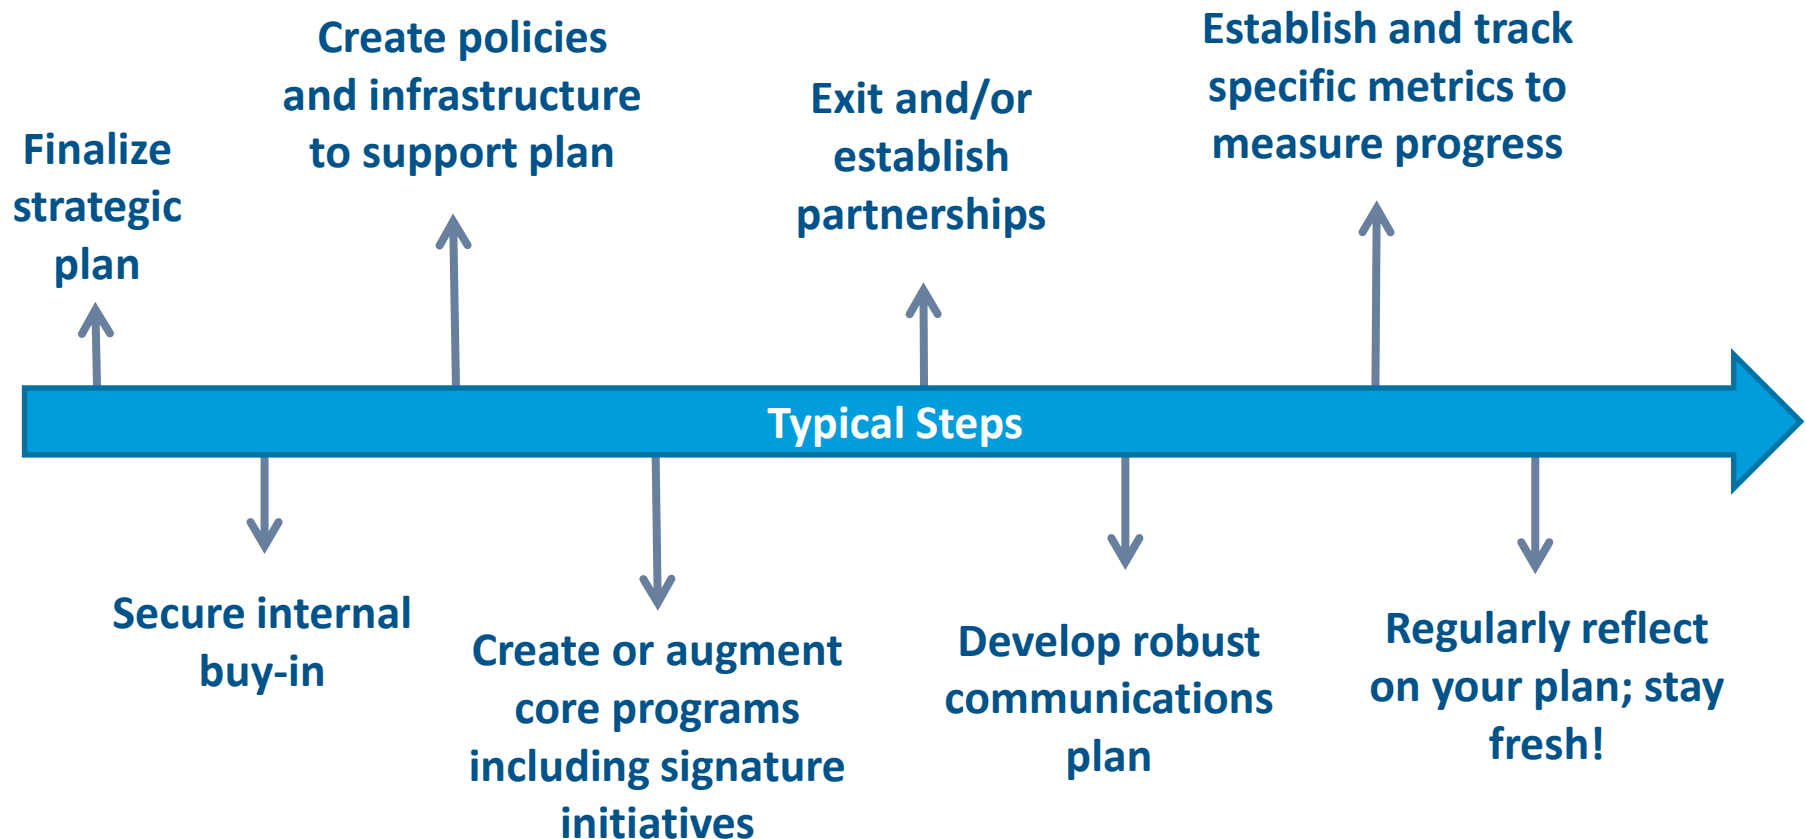 Finalize
strategic
plan
Create policies
and infrastructure
to support plan
Exit and/or
establish
partnerships
Establish and track
specific metrics to
measure progress
Typical Steps
Secure internal
buy-in
Create or augment
core programs
including signature
initiatives
Develop robust
communications
plan
Regularly reflect
on your plan; stay
fresh!